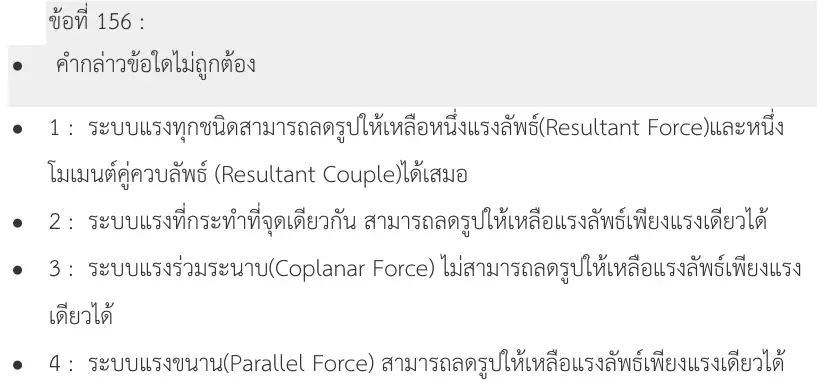 ข้อที่ 156 :
• คำกล่าวข้อใดไม่ถูกต้อง
• 1 : ระบบแรงทุกชนิดสามารถลดรูปให้เหลือหนึ่งแรงลัพธ์(Resultant Force)และหนึ่ง
โมเมนต์คู่ควบลัพธ์ (Resultant Couple)ได้เสมอ
• 2 : ระบบแรงที่กระทำที่จุดเดียวกัน สามารถลดรูปให้เหลือแรงลัพธ์เพียงแรงเดียวได้
• 3 : ระบบแรงร่วมระนาบ(Coplanar Force) ไม่สามารถลดรูปให้เหลือแรงลัพธ์เพียงแรง
เดียวได้
• 4 : ระบบแรงขนาน(Parallel Force) สามารถลดรูปให้เหลือแรงลัพธ์เพียงแรงเดียวได้